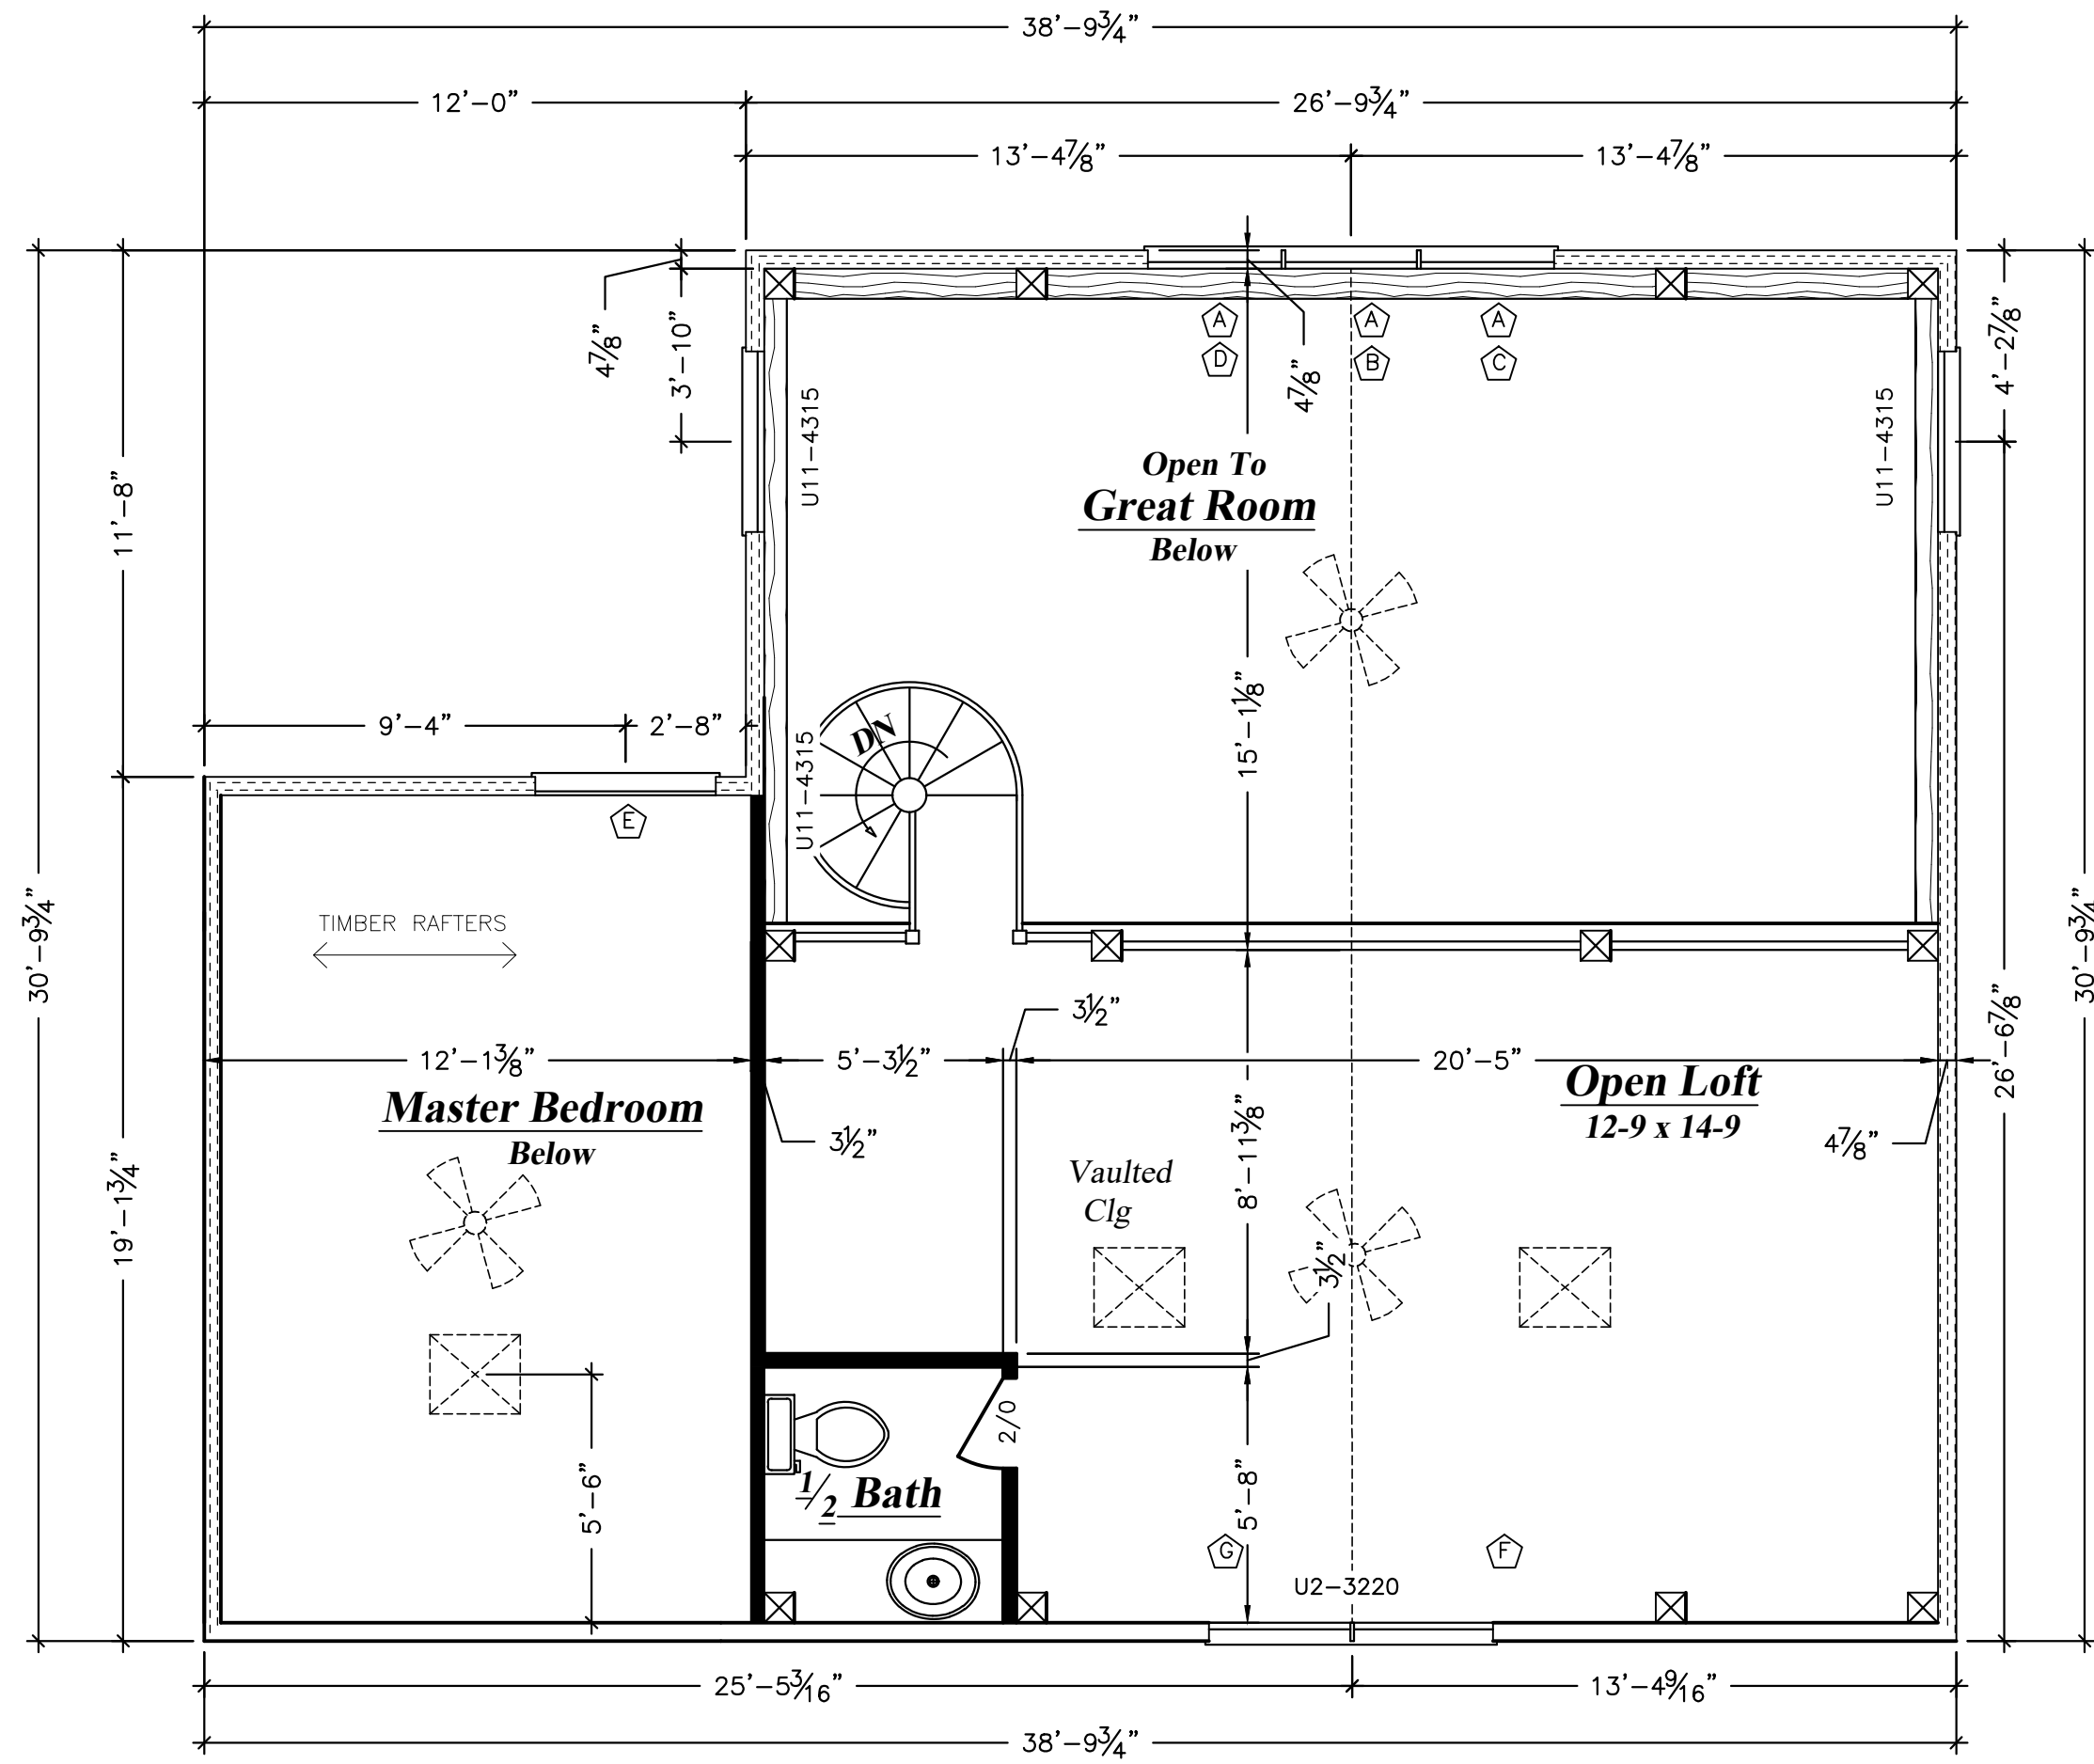 38'-9¾"
12'-0"
26'-9¾"
13'-4⅞"
13'-4⅞"
4⅞"
3'-10"
4⅞"
4'-2⅞"
A
A
A
D
B
C
U11-4315
U11-4315
Open To
Great Room
Below
11'-8"
15'-1⅛"
9'-4"
2'-8"
DN
U11-4315
E
TIMBER RAFTERS
30'-9¾"
30'-9¾"
3½"
12'-1⅜"
5'-3½"
20'-5"
26'-6⅞"
Master Bedroom
Below
Open Loft
12-9 x 14-9
3½"
4⅞"
8'-1⅜"
Vaulted
Clg
19'-1¾"
3½"
2/0
5'-6"
½ Bath
5'-8"
G
F
U2-3220
25'-5 3/16"
13'-4 9/16"
38'-9¾"